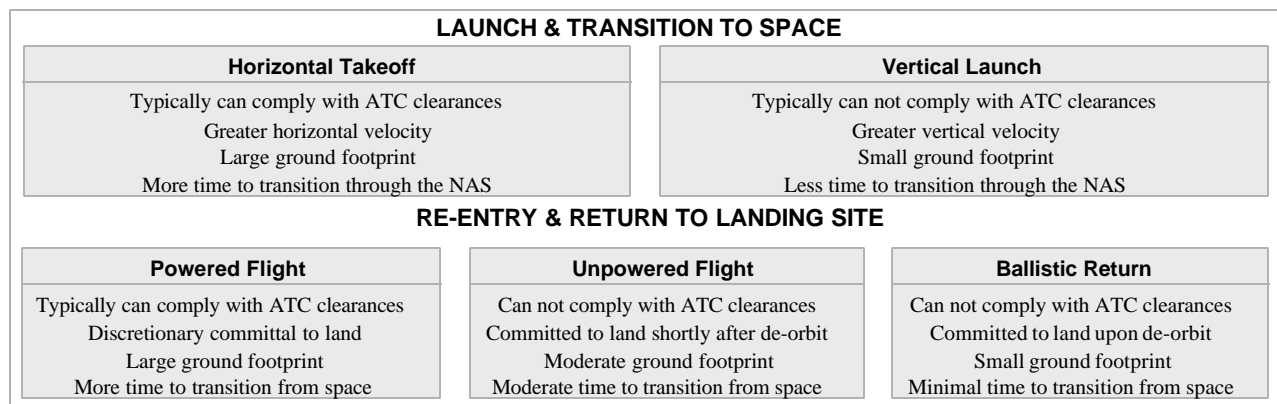 LAUNCH & TRANSITION TO SPACE
Horizontal Takeoff
Typically can comply with ATC clearances
Greater horizontal velocity
Large ground footprint
More time to transition through the NAS
Vertical Launch
Typically can not comply with ATC clearances
Greater vertical velocity
Small ground footprint
Less time to transition through the NAS
RE-ENTRY & RETURN TO LANDING SITE
Powered Flight
Typically can comply with ATC clearances
Discretionary committal to land
Large ground footprint
More time to transition from space
Unpowered Flight
Can not comply with ATC clearances
Committed to land shortly after de-orbit
Moderate ground footprint
Moderate time to transition from space
Ballistic Return
Can not comply with ATC clearances
Committed to land upon de-orbit
Small ground footprint
Minimal time to transition from space